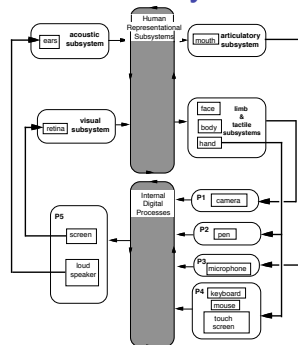 acoustic
subsystem
ears
Human
Representational
Subsystems
articulatory
subsystem
mouth
visual
subsystem
retina
face
body
hand
limb
&
tactile
subsystems
Internal
Digital
Processes
P1
camera
P2
pen
P3
microphone
P4
keyboard
mouse
touch
screen
P5
screen
loud
speaker